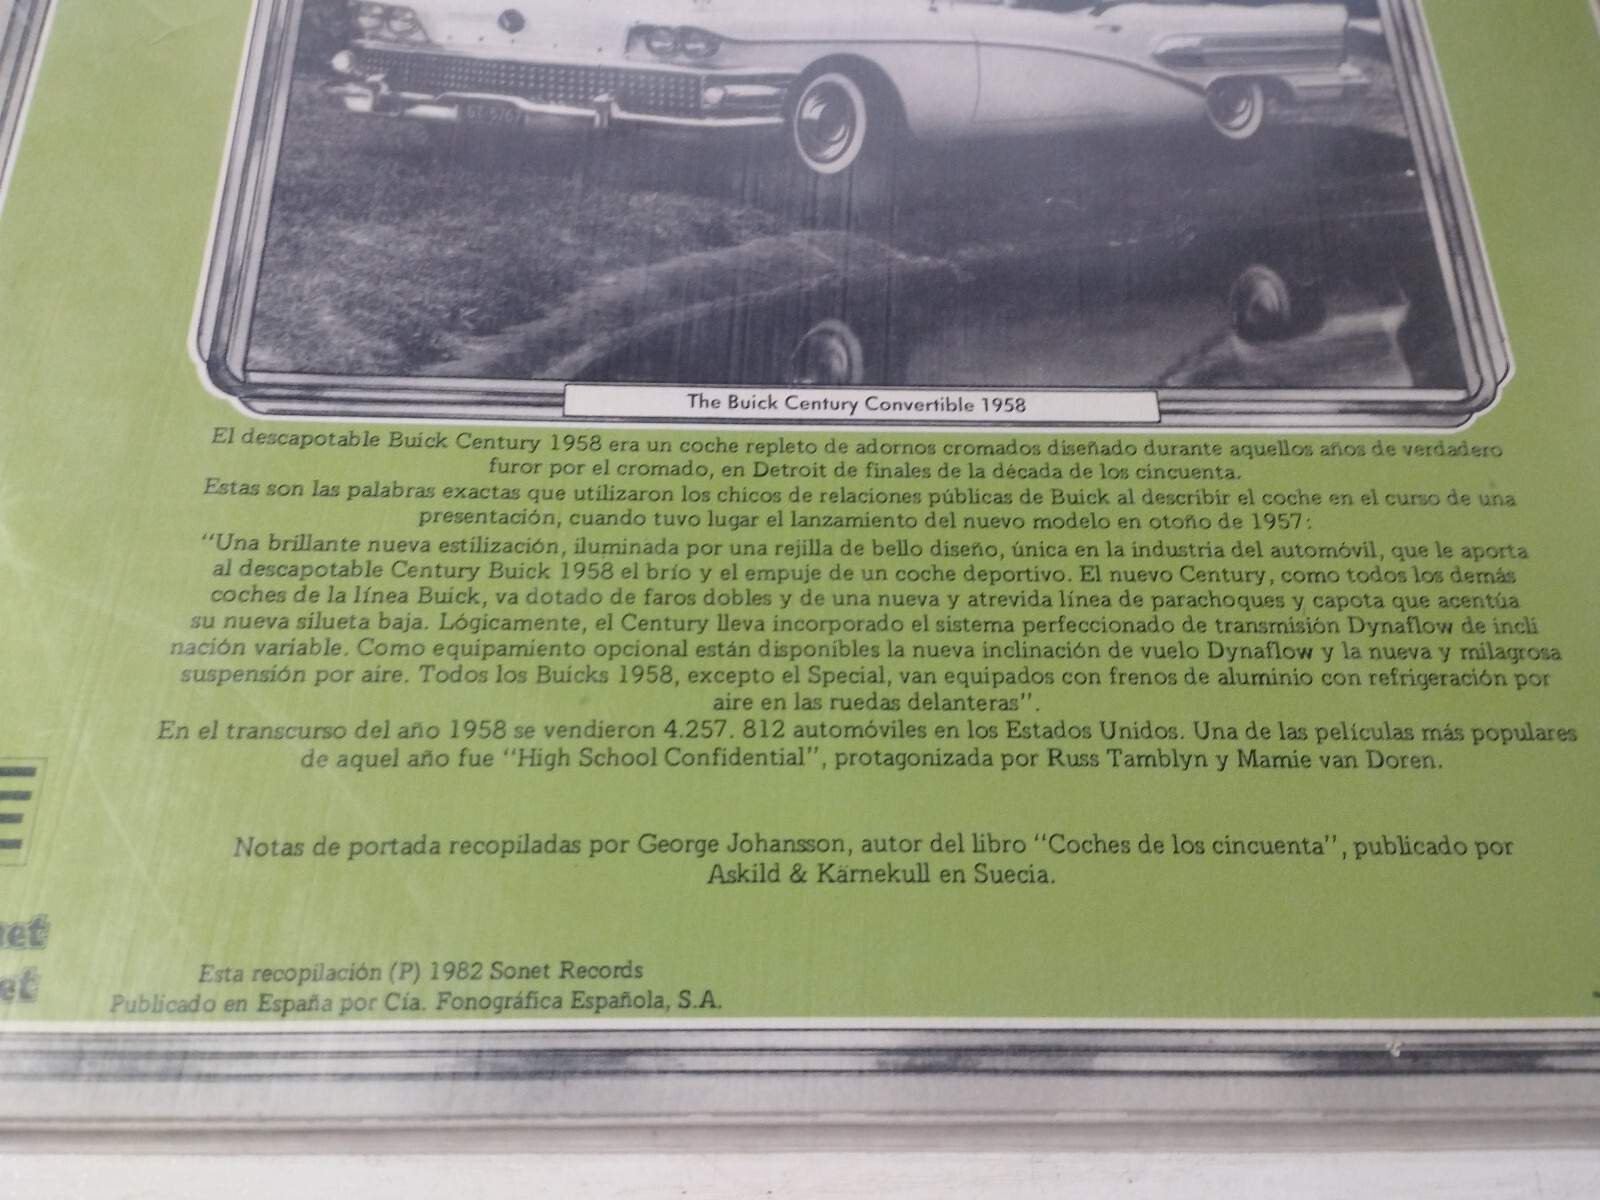 GT 5767
The Buick Century Convertible 1958
El descapotable Buick Century 1958 era un coche repleto de adornos cromados diseñado durante aquellos años de verdadero
furor por el cromado, en Detroit de finales de la década de los cincuenta.
Estas son las palabras exactas que utilizaron los chicos de relaciones públicas de Buick al describir el coche en el curso de una
presentación, cuando tuvo lugar el lanzamiento del nuevo modelo en otoño de 1957:
“Una brillante nueva estilización, iluminada por una rejilla de bello diseño, única en la industria del automóvil, que le aporta
al descapotable Century Buick 1958 el brío y el empuje de un coche deportivo. El nuevo Century, como todos los demás
coches de la línea Buick, va dotado de faros dobles y de una nueva y atrevida línea de parachoques y capota que acentúa
su nueva silueta baja. Lógicamente, el Century lleva incorporado el sistema perfeccionado de transmisión Dynaflow de incli
nación variable. Como equipamiento opcional están disponibles la nueva inclinación de vuelo Dynaflow y la nueva y milagrosa
suspensión por aire. Todos los Buicks 1958, excepto el Special, van equipados con frenos de aluminio con refrigeración por
aire en las ruedas delanteras”.
En el transcurso del año 1958 se vendieron 4.257. 812 automóviles en los Estados Unidos. Una de las películas más populares
de aquel año fue “High School Confidential”, protagonizada por Russ Tamblyn y Mamie van Doren.
Notas de portada recopiladas por George Johansson, autor del libro “Coches de los cincuenta”, publicado por
Askild & Kärnekull en Suecia.
et
et
Esta recopilación (P) 1982 Sonet Records
Publicado en España por Cía. Fonográfica Española, S.A.